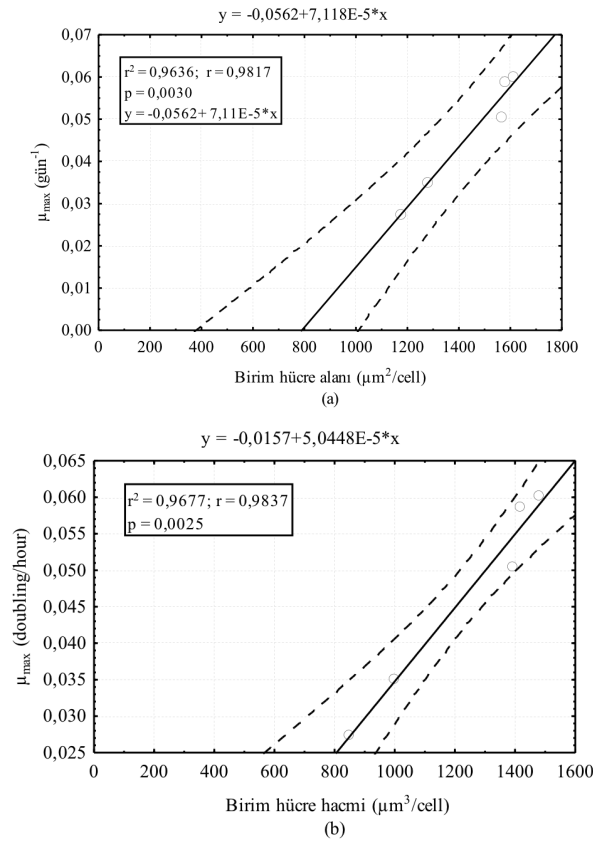 y = -0,0562+7,118E-5*x
0,07
0,06
0,05
0,04
0,03
0,02
0,01
0,00
r² = 0,9636; r = 0,9817
p = 0,0030
y = -0,0562+ 7,11E-5*x
µmax (gün-1)
0 200 400 600 800 1000 1200 1400 1600 1800
Birim hücre alanı (µm²/cell)
(a)
y = -0,0157+5,0448E-5*x
0,065
0,060
0,055
0,050
0,045
0,040
0,035
0,030
0,025
r² = 0,9677; r = 0,9837
p = 0,0025
µmax (doubling/hour)
0 200 400 600 800 1000 1200 1400 1600
Birim hücre hacmi (µm³/cell)
(b)